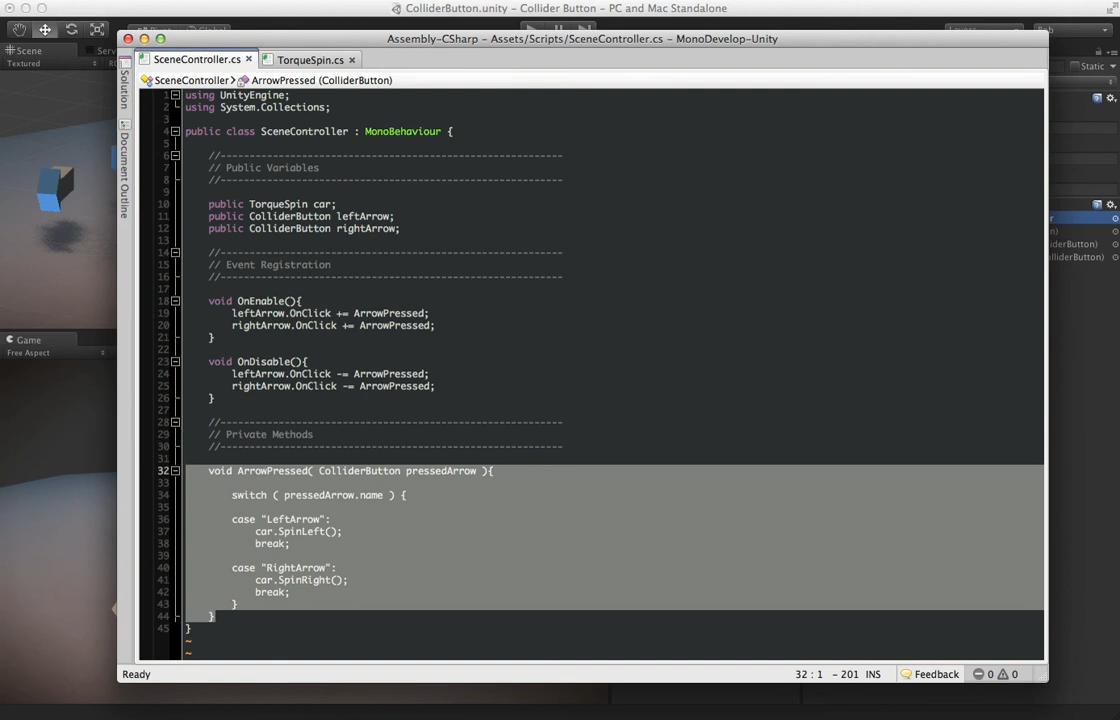 ColliderButton.unity - Collider Button - PC and Mac Standalone
Assembly-CSharp - Assets/Scripts/SceneController.cs - MonoDevelop-Unity
Scene
Textured
Static
SceneController.cs
TorqueSpin.cs
SceneController
ArrowPressed (ColliderButton)
Solution
Document Outline
1 using UnityEngine;
2 using System.Collections;
3
4 public class SceneController : MonoBehaviour {
5
6 //-----------------------------------------------------------
7 // Public Variables
8 //-----------------------------------------------------------
9
10 public TorqueSpin car;
11 public ColliderButton leftArrow;
12 public ColliderButton rightArrow;
13
14 //-----------------------------------------------------------
15 // Event Registration
16 //-----------------------------------------------------------
17
18 void OnEnable(){
19 leftArrow.OnClick += ArrowPressed;
20 rightArrow.OnClick += ArrowPressed;
21 }
22
23 void OnDisable(){
24 leftArrow.OnClick -= ArrowPressed;
25 rightArrow.OnClick -= ArrowPressed;
26 }
27
28 //-----------------------------------------------------------
29 // Private Methods
30 //-----------------------------------------------------------
31
32 void ArrowPressed( ColliderButton pressedArrow ){
33
34 switch ( pressedArrow.name ) {
35
36 case "LeftArrow":
37 car.SpinLeft();
38 break;
39
40 case "RightArrow":
41 car.SpinRight();
42 break;
43 }
44 }
45 }
~
~
Game
Free Aspect
Ready
32 : 1 - 201 INS
Feedback
0
0